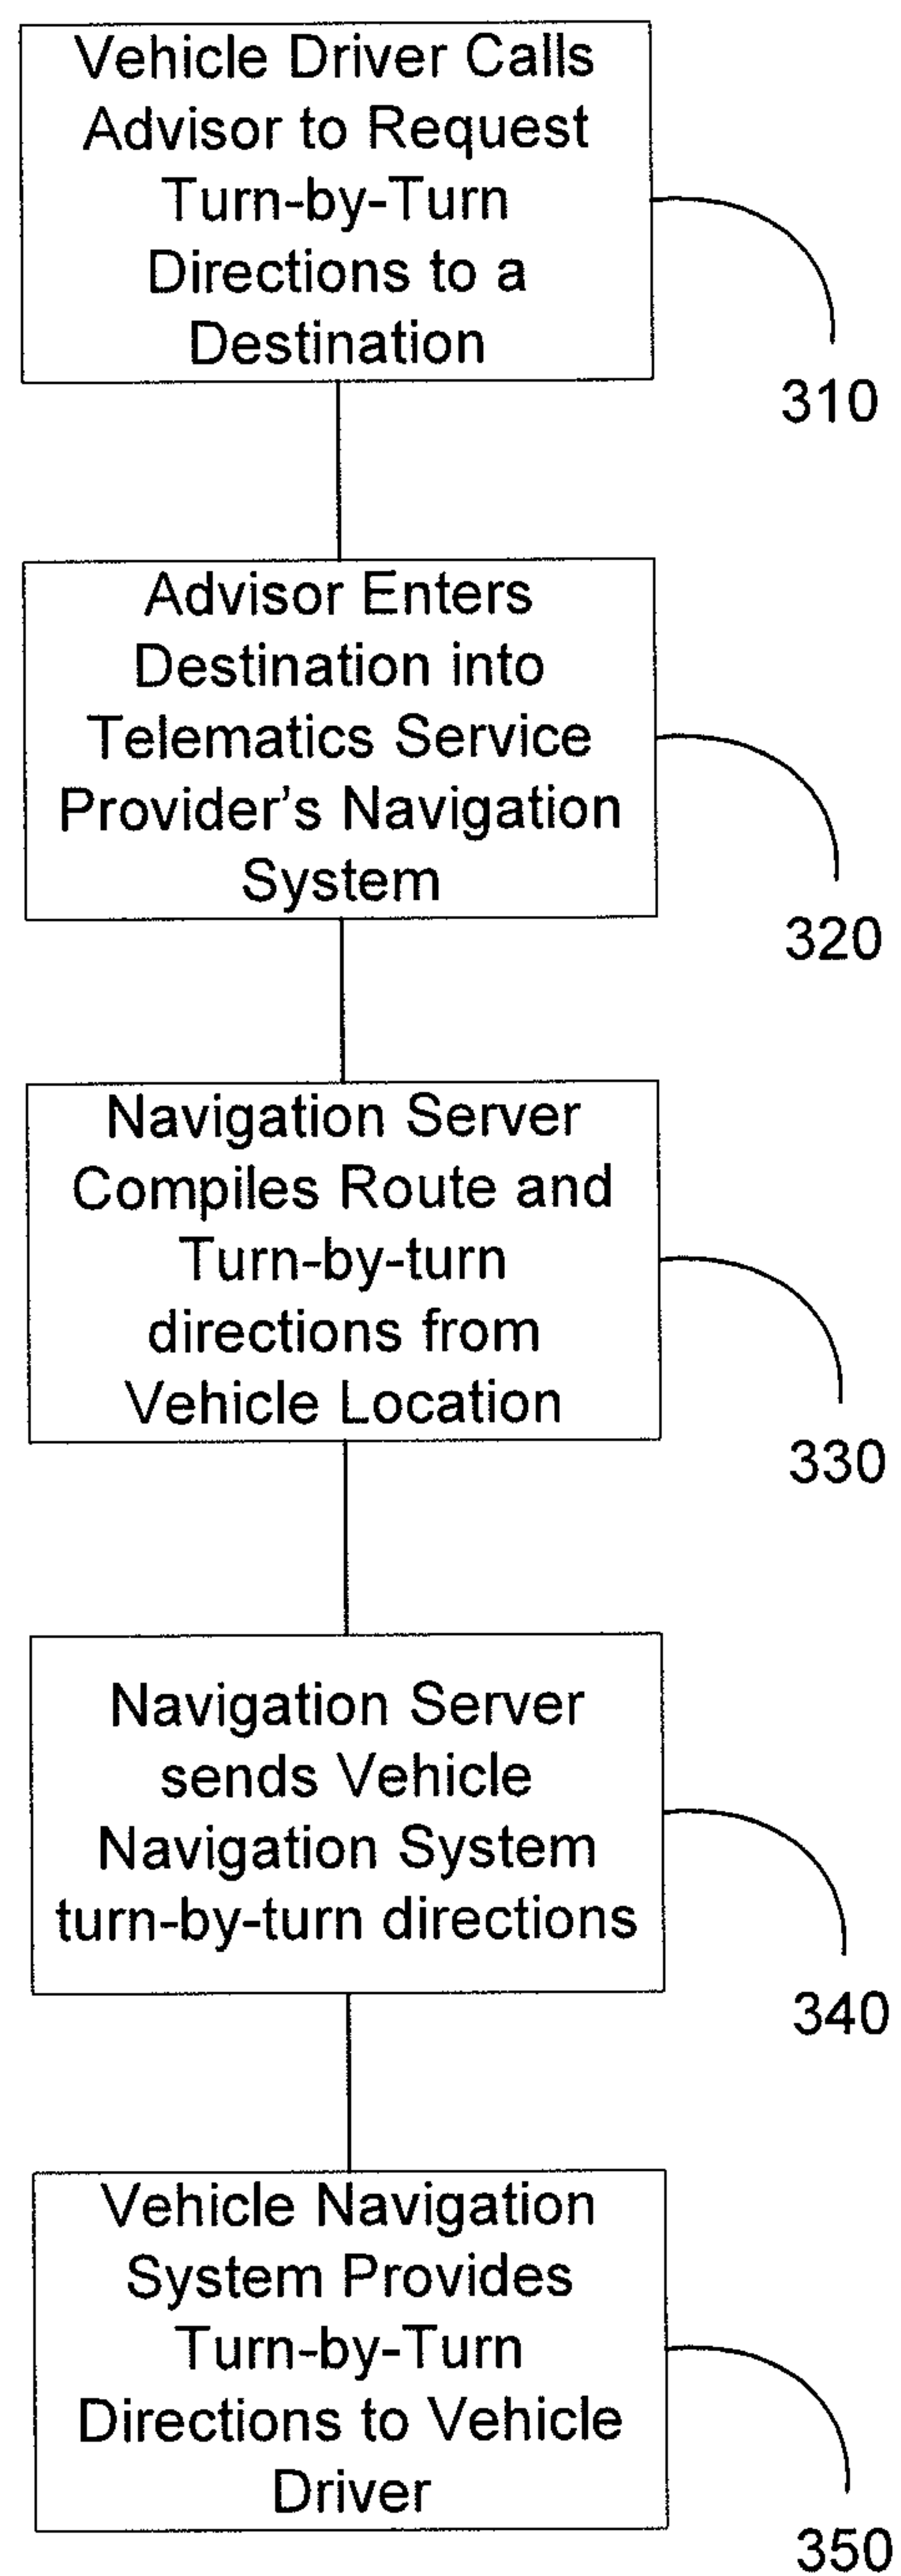 Vehicle Driver Calls
Advisor to Request
Turn-by-Turn
Directions to a
Destination
310
Advisor Enters
Destination into
Telematics Service
Provider's Navigation
System
320
Navigation Server
Compiles Route and
Turn-by-turn
directions from
Vehicle Location
330
Navigation Server
sends Vehicle
Navigation System
turn-by-turn directions
340
Vehicle Navigation
System Provides
Turn-by-Turn
Directions to Vehicle
Driver
350